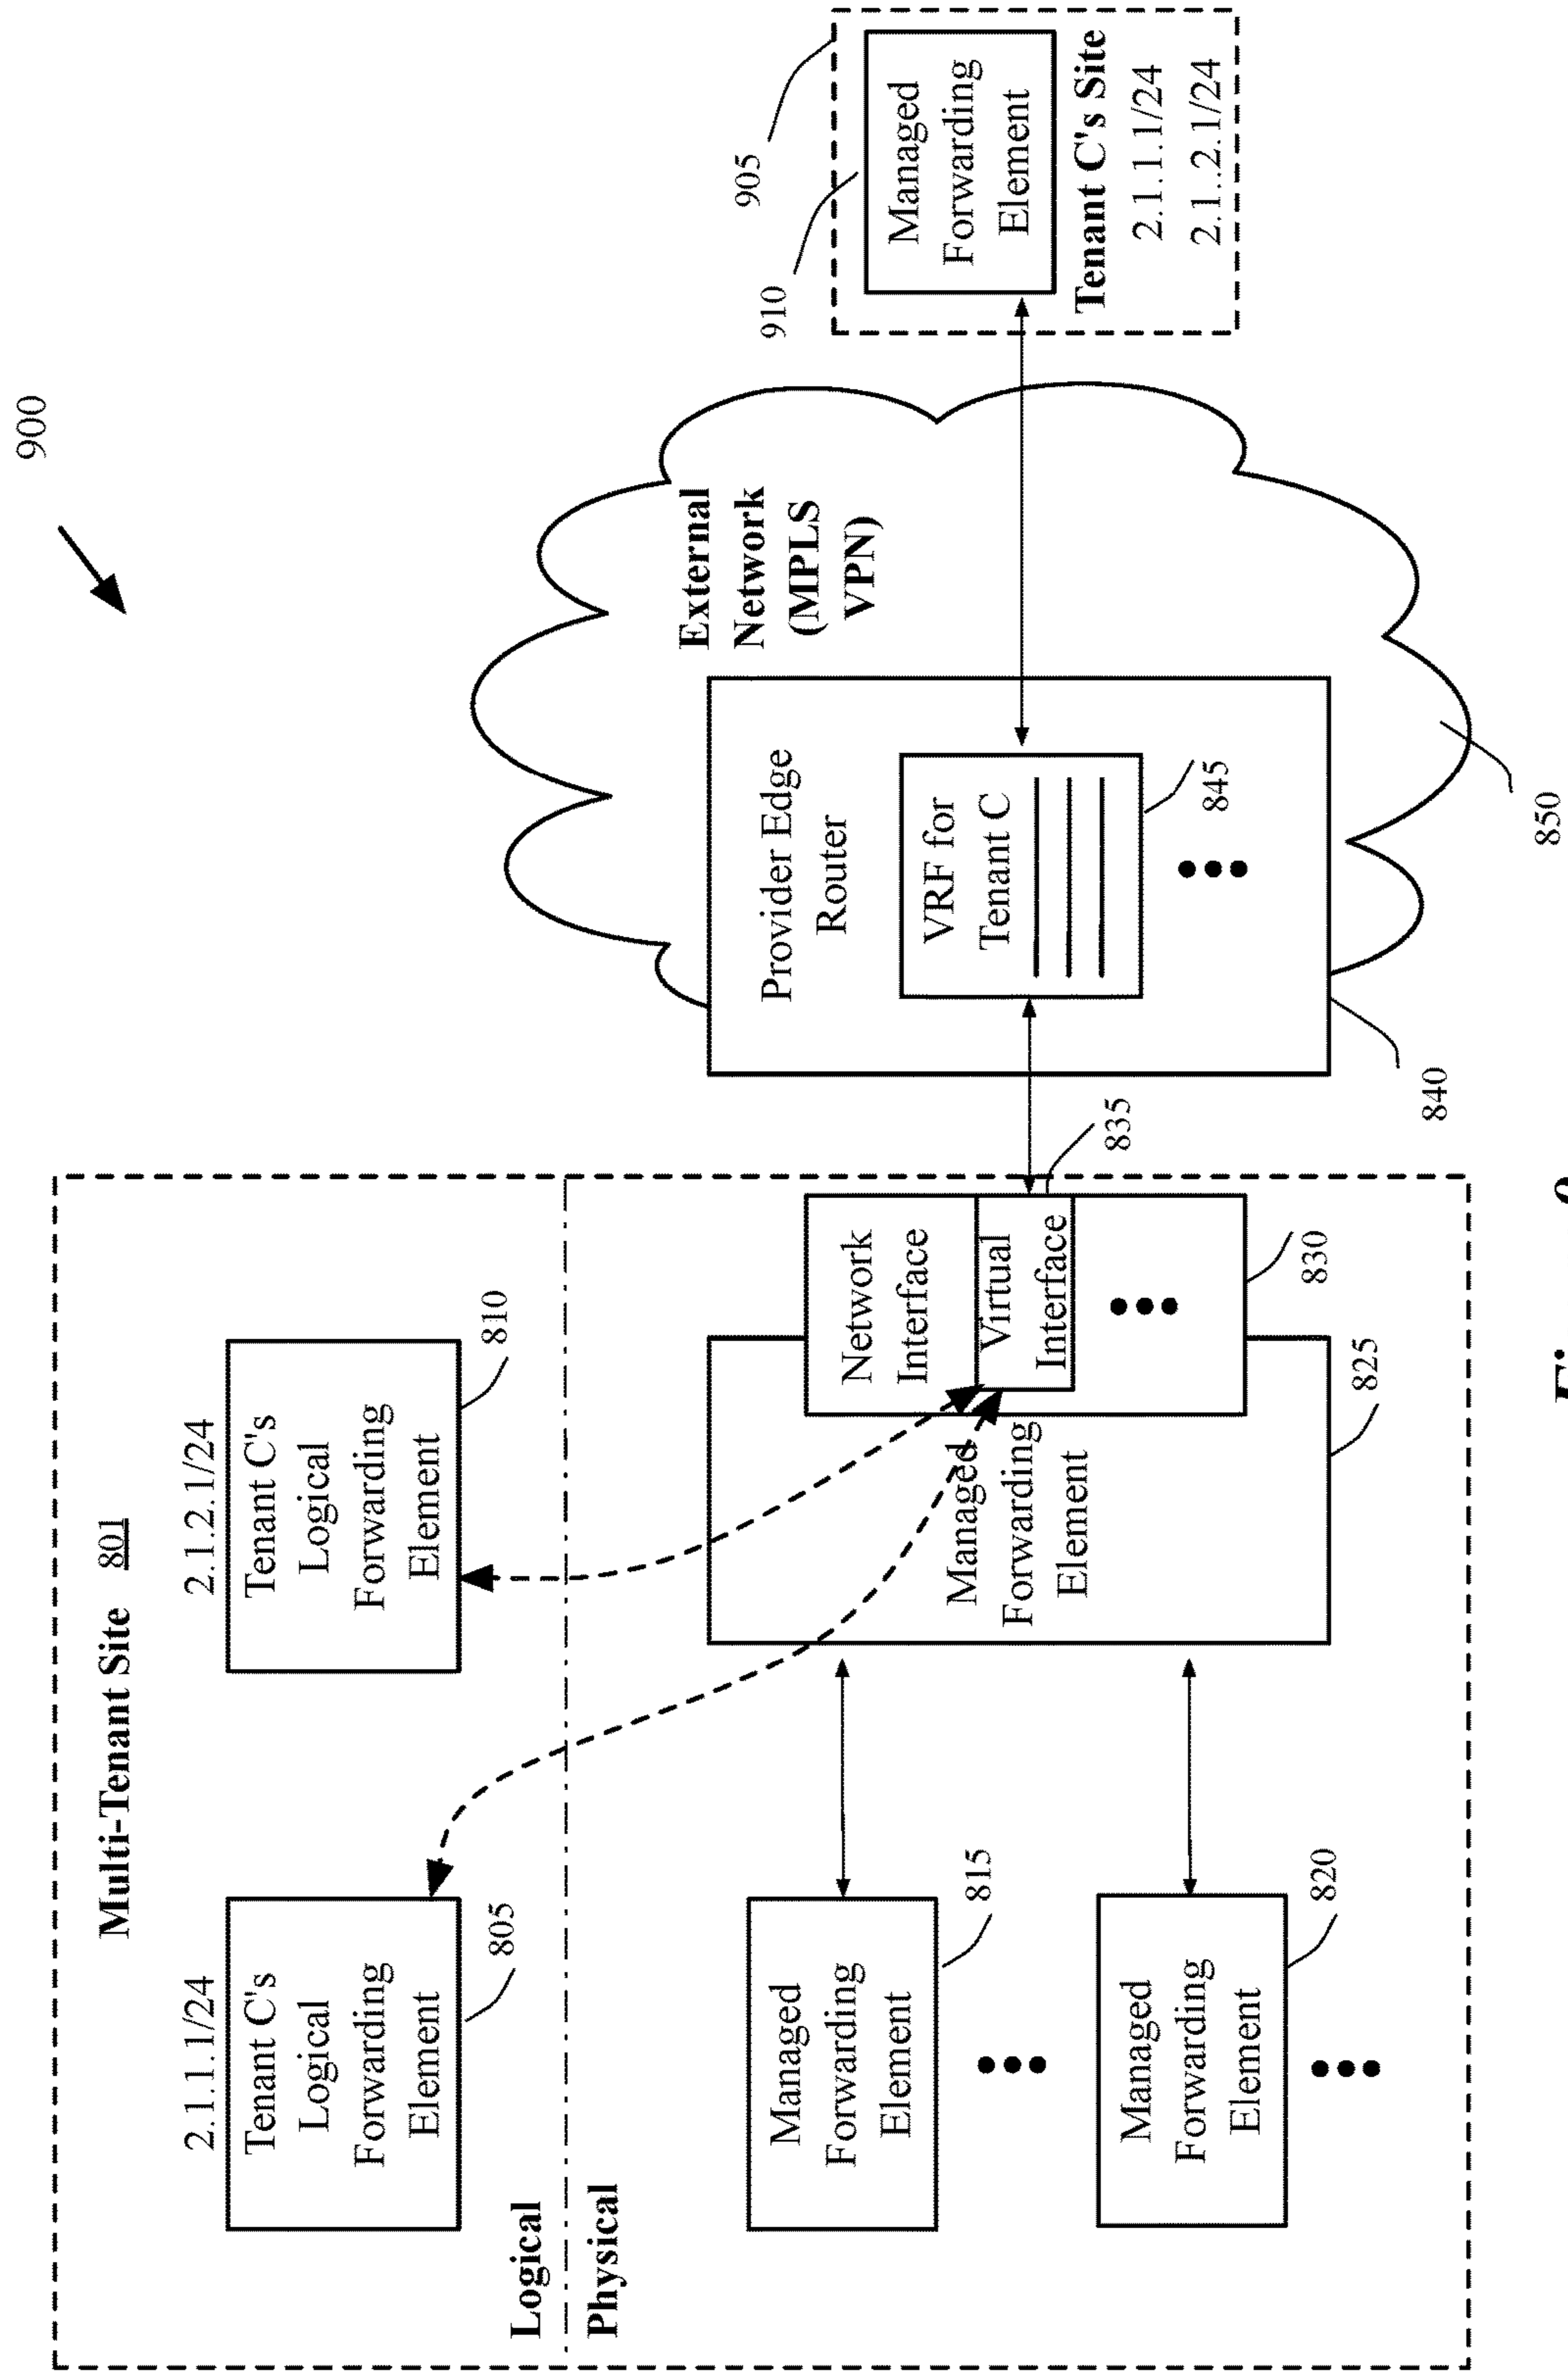 900
Multi-Tenant Site 801
2.1.1.1/24
Tenant C's
Logical
Forwarding
Element
805
2.1.2.1/24
Tenant C's
Logical
Forwarding
Element
810
Logical
Physical
Managed
Forwarding
Element
815
Managed
Forwarding
Element
820
Managed
Forwarding
Element
825
Network
Interface
Virtual
Interface
830
835
Provider Edge
Router
VRF for
Tenant C
845
840
External
Network
(MPLS
VPN)
850
905
910
Managed
Forwarding
Element
Tenant C's Site
2.1.1.1/24
2.1..2.1/24